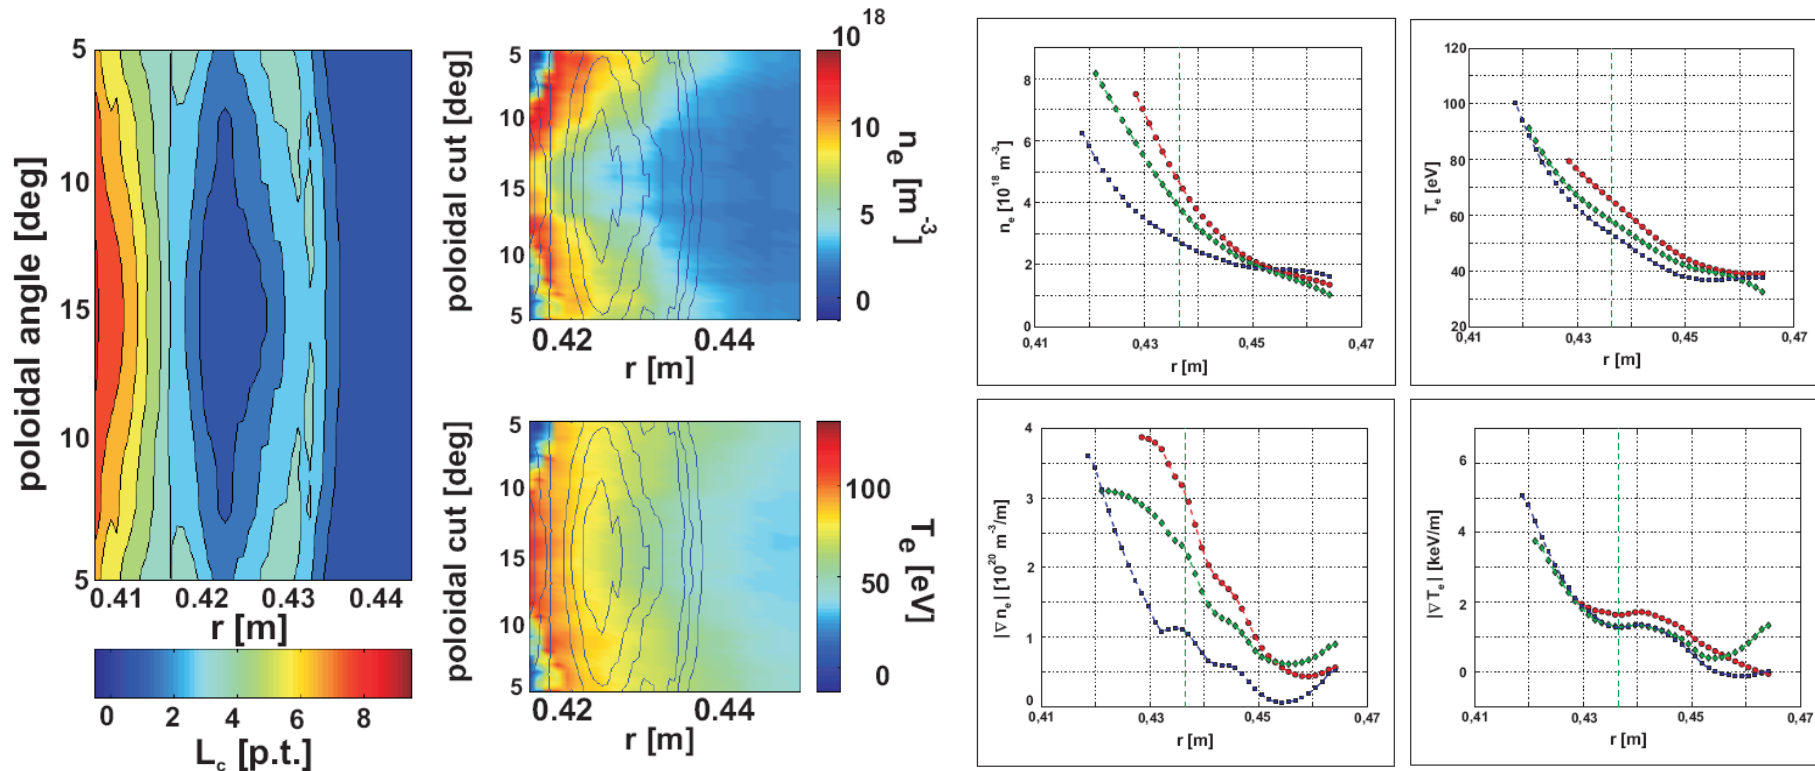 poloidal angle [deg]
5
10
15
10
5
0.41 0.42 0.43 0.44
r [m]
0 2 4 6 8
L_c [p.t.]
poloidal cut [deg]
5
10
15
10
5
0.42 0.44
r [m]
10^18
10
5
0
n_e [m^-3]
poloidal cut [deg]
5
10
15
10
5
0.42 0.44
r [m]
100
50
0
T_e [eV]
n_e [10^18 m^-3]
8
6
4
2
0
0,41 0,43 0,45 0,47
r [m]
T_e [eV]
120
100
80
60
40
20
0,41 0,43 0,45 0,47
r [m]
|∇ n_e| [10^20 m^-3/m]
4
3
2
1
0
0,41 0,43 0,45 0,47
r [m]
|∇ T_e| [keV/m]
6
4
2
0
0,41 0,43 0,45 0,47
r [m]